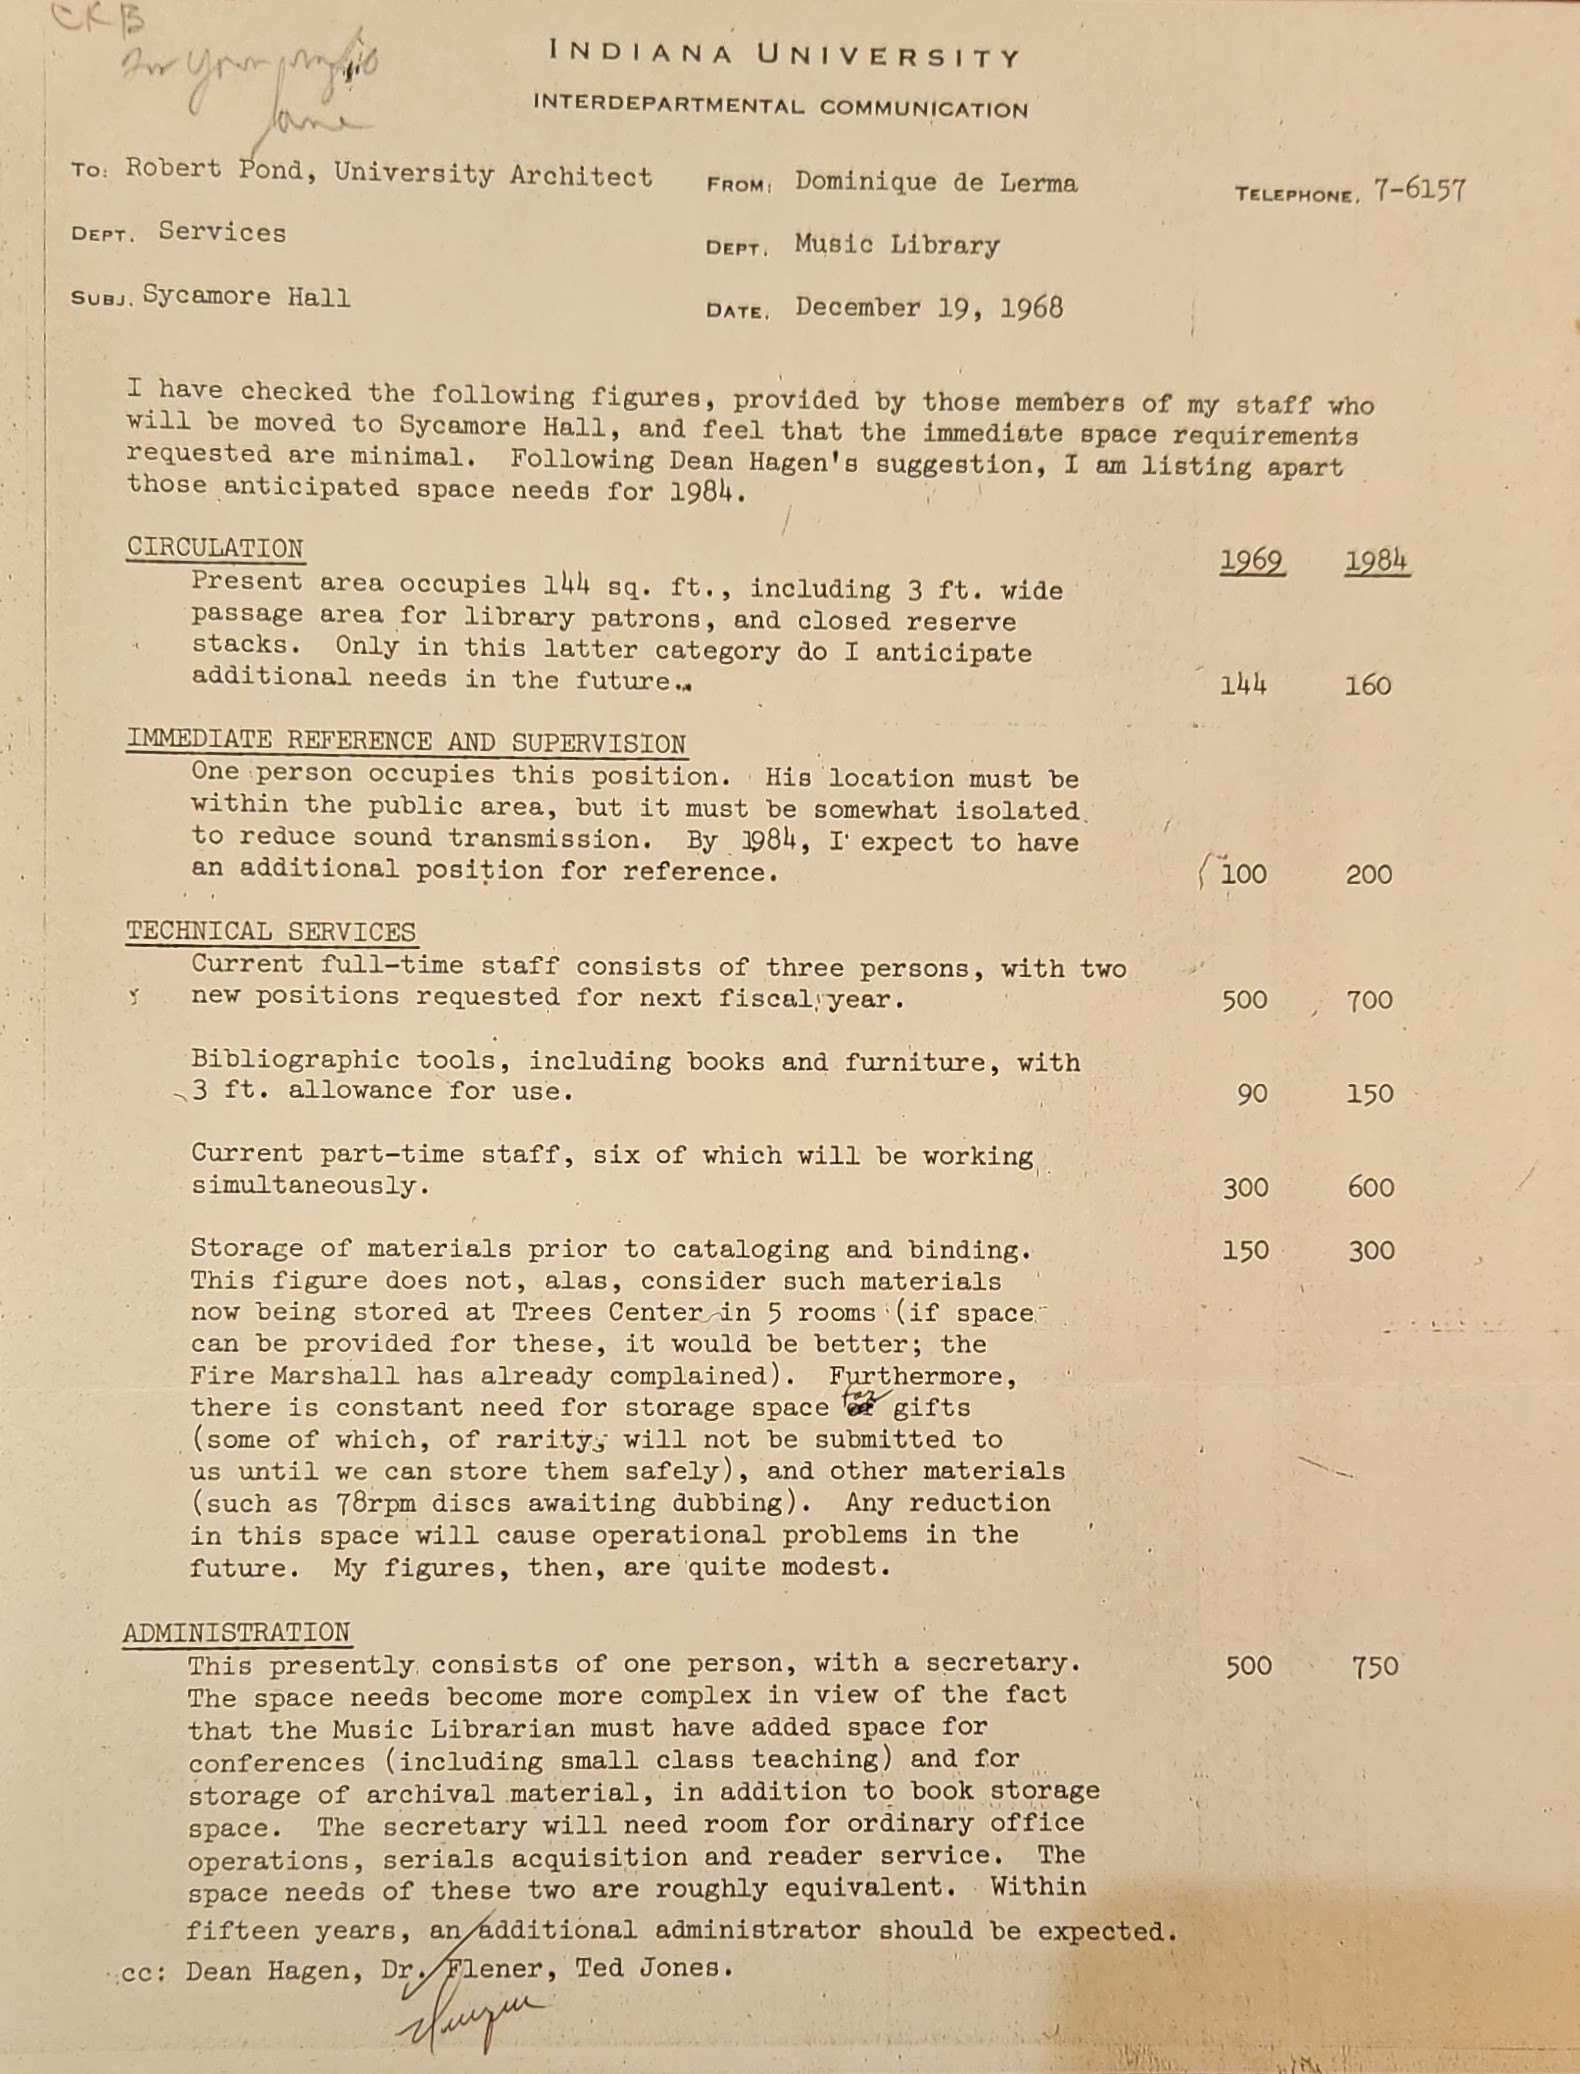 CKB
for your
Jane
INDIANA UNIVERSITY
INTERDEPARTMENTAL COMMUNICATION
TO: Robert Pond, University Architect FROM: Dominique de Lerma TELEPHONE. 7-6157
DEPT. Services DEPT. Music Library
SUBJ. Sycamore Hall DATE. December 19, 1968
I have checked the following figures, provided by those members of my staff who
will be moved to Sycamore Hall, and feel that the immediate space requirements
requested are minimal. Following Dean Hagen's suggestion, I am listing apart
those anticipated space needs for 1984.
CIRCULATION 1969 1984
Present area occupies 144 sq. ft., including 3 ft. wide
passage area for library patrons, and closed reserve
stacks. Only in this latter category do I anticipate
additional needs in the future. 144 160
IMMEDIATE REFERENCE AND SUPERVISION
One person occupies this position. His location must be
within the public area, but it must be somewhat isolated
to reduce sound transmission. By 1984, I expect to have
an additional position for reference. 100 200
TECHNICAL SERVICES
Current full-time staff consists of three persons, with two
new positions requested for next fiscal year. 500 700
Bibliographic tools, including books and furniture, with
3 ft. allowance for use. 90 150
Current part-time staff, six of which will be working
simultaneously. 300 600
Storage of materials prior to cataloging and binding. 150 300
This figure does not, alas, consider such materials
now being stored at Trees Center in 5 rooms (if space
can be provided for these, it would be better; the
Fire Marshall has already complained). Furthermore,
there is constant need for storage space for gifts
(some of which, of rarity, will not be submitted to
us until we can store them safely), and other materials
(such as 78rpm discs awaiting dubbing). Any reduction
in this space will cause operational problems in the
future. My figures, then, are quite modest.
ADMINISTRATION
This presently consists of one person, with a secretary. 500 750
The space needs become more complex in view of the fact
that the Music Librarian must have added space for
conferences (including small class teaching) and for
storage of archival material, in addition to book storage
space. The secretary will need room for ordinary office
operations, serials acquisition and reader service. The
space needs of these two are roughly equivalent. Within
fifteen years, an additional administrator should be expected.
cc: Dean Hagen, Dr. Flener, Ted Jones.